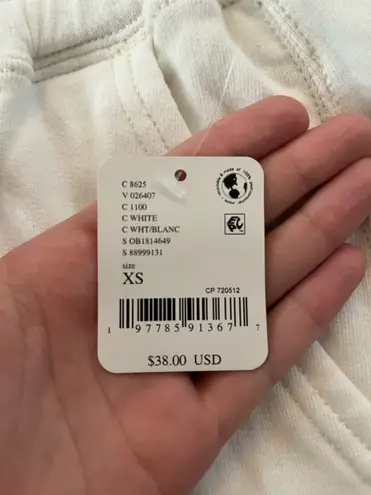 C 8625
V 026407
C 1100
C WHITE
C WHT/BLANC
S OB1814649
S 88999131
size
XS
CP 720512
1 97785 91367 7
$38.00 USD